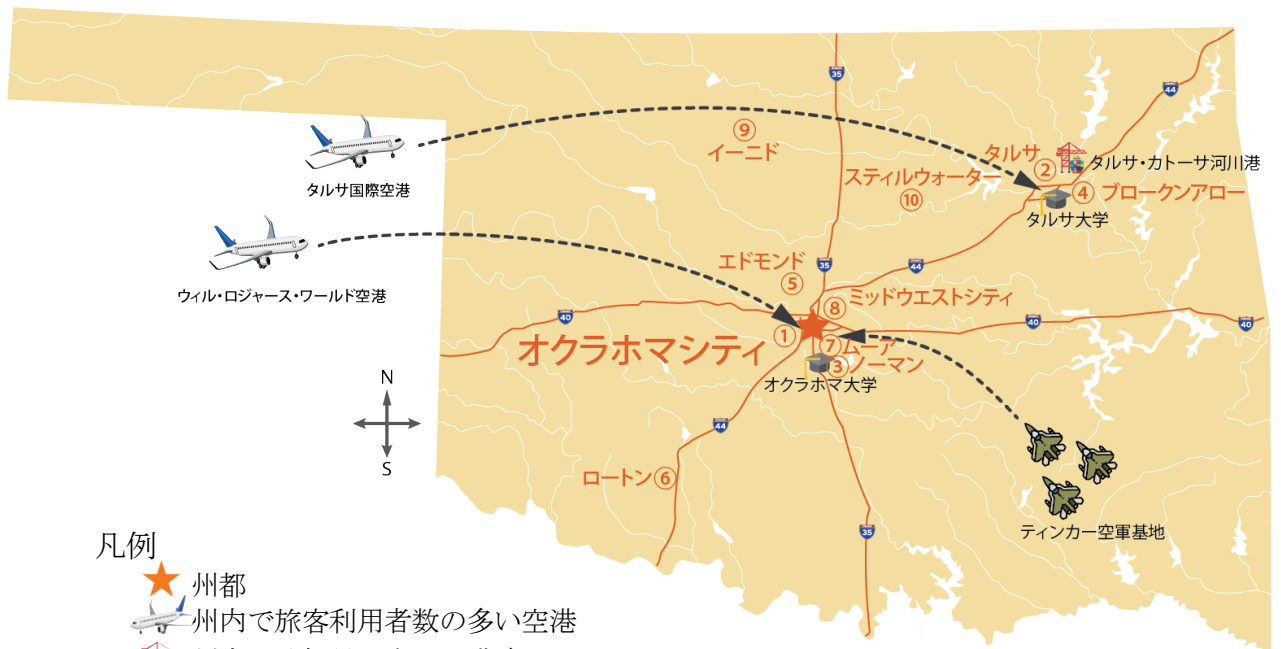 35
44
⑨
イーニド
タルサ
②
タルサ・カトーサ河川港
タルサ国際空港
スティルウォーター
⑩
④ ブロークンアロー
タルサ大学
エドモンド
⑤
35
44
ウィル・ロジャース・ワールド空港
⑧ ミッドウエストシティ
40
40
40
オクラホマシティ
①
⑦ ムーア
③ ノーマン
オクラホマ大学
N
S
44
ロートン⑥
35
ティンカー空軍基地
凡例
州都
州内で旅客利用者数の多い空港